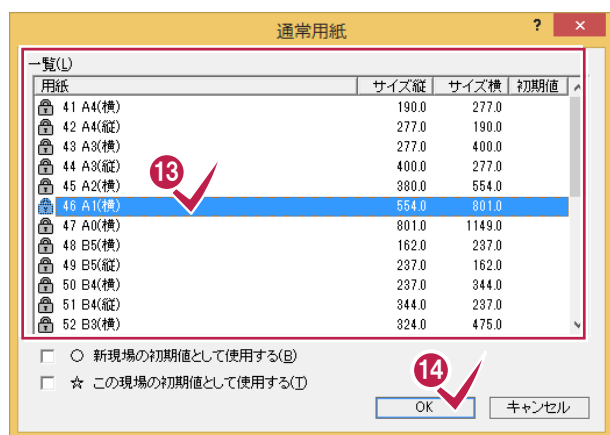 通常用紙 ? ×
一覧(L)
用紙 サイズ縦 サイズ横 初期値
41 A4(横) 190.0 277.0
42 A4(縦) 277.0 190.0
43 A3(横) 277.0 400.0
44 A3(縦) 400.0 277.0
45 A2(横) 380.0 554.0
46 A1(横) 554.0 801.0
47 A0(横) 801.0 1149.0
48 B5(横) 162.0 237.0
49 B5(縦) 237.0 162.0
50 B4(横) 237.0 344.0
51 B4(縦) 344.0 237.0
52 B3(横) 324.0 475.0
13
○ 新現場の初期値として使用する(B)
☆ この現場の初期値として使用する(T)
14
OK キャンセル